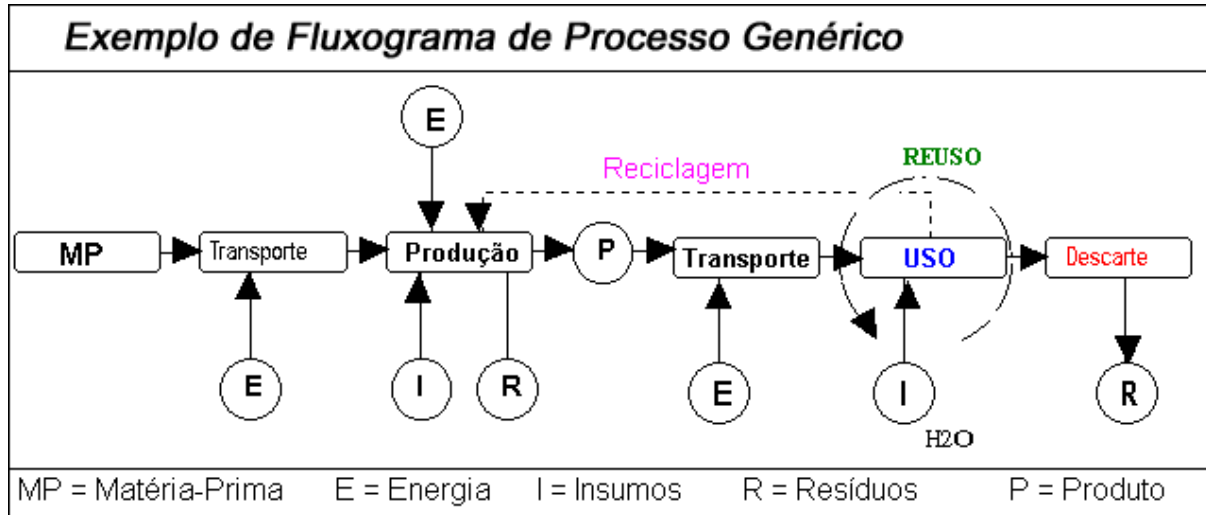 Exemplo de Fluxograma de Processo Genérico
E
REUSO
Reciclagem
MP
Transporte
Produção
P
Transporte
USO
Descarte
E
I
R
E
I
R
H2O
MP = Matéria-Prima E = Energia I = Insumos R = Resíduos P = Produto